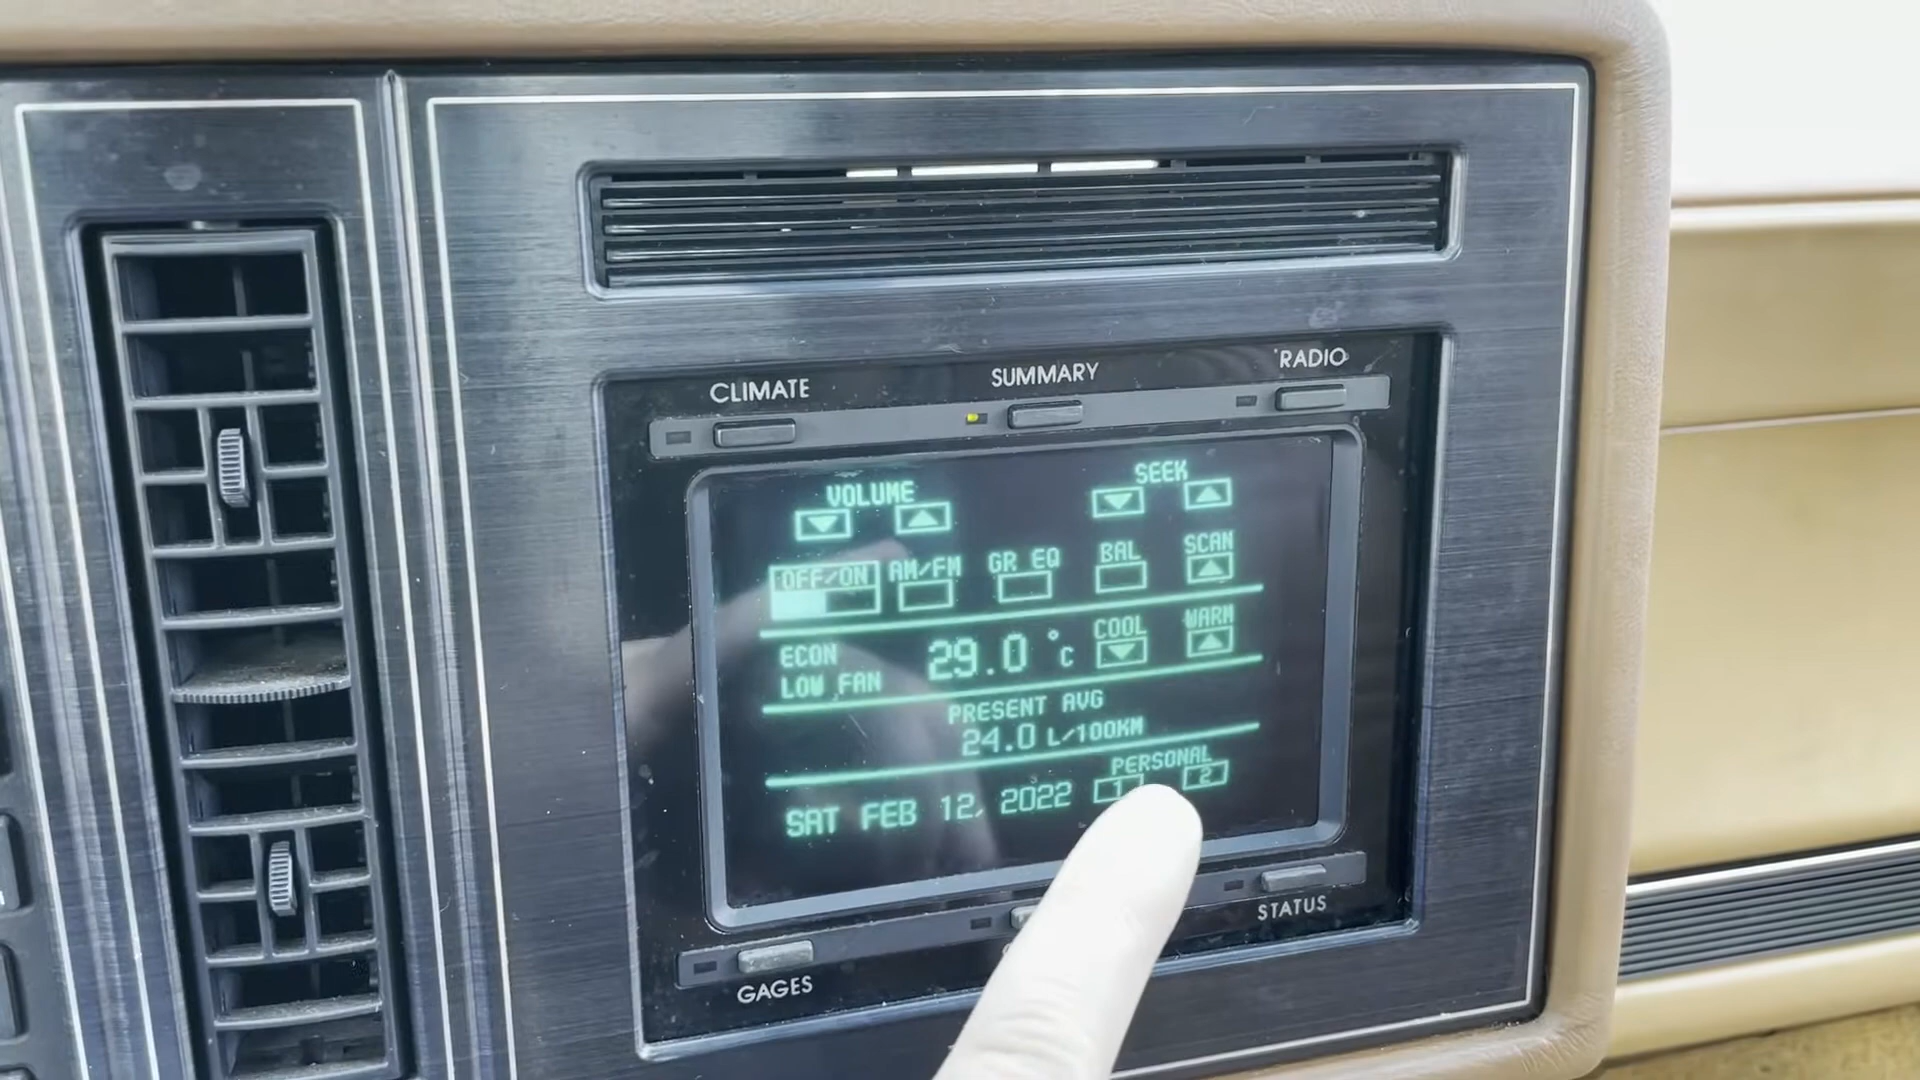 CLIMATE
SUMMARY
RADIO
VOLUME
SEEK
OFF/ON AM/FM GR EQ BAL SCAN
ECON 29.0 °C COOL WARM
LOW FAN
PRESENT AVG
24.0 L/100KM
PERSONAL
SAT FEB 12, 2022 1 2
GAGES
STATUS